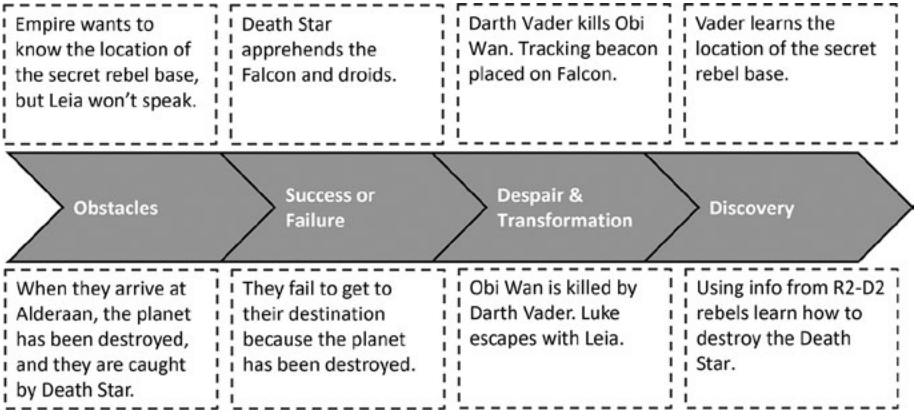 Empire wants to
know the location of
the secret rebel base,
but Leia won't speak.
Death Star
apprehends the
Falcon and droids.
Darth Vader kills Obi
Wan. Tracking beacon
placed on Falcon.
Vader learns the
location of the secret
rebel base.
Obstacles
Success or
Failure
Despair &
Transformation
Discovery
When they arrive at
Alderaan, the planet
has been destroyed,
and they are caught
by Death Star.
They fail to get to
their destination
because the planet
has been destroyed.
Obi Wan is killed by
Darth Vader. Luke
escapes with Leia.
Using info from R2-D2
rebels learn how to
destroy the Death
Star.